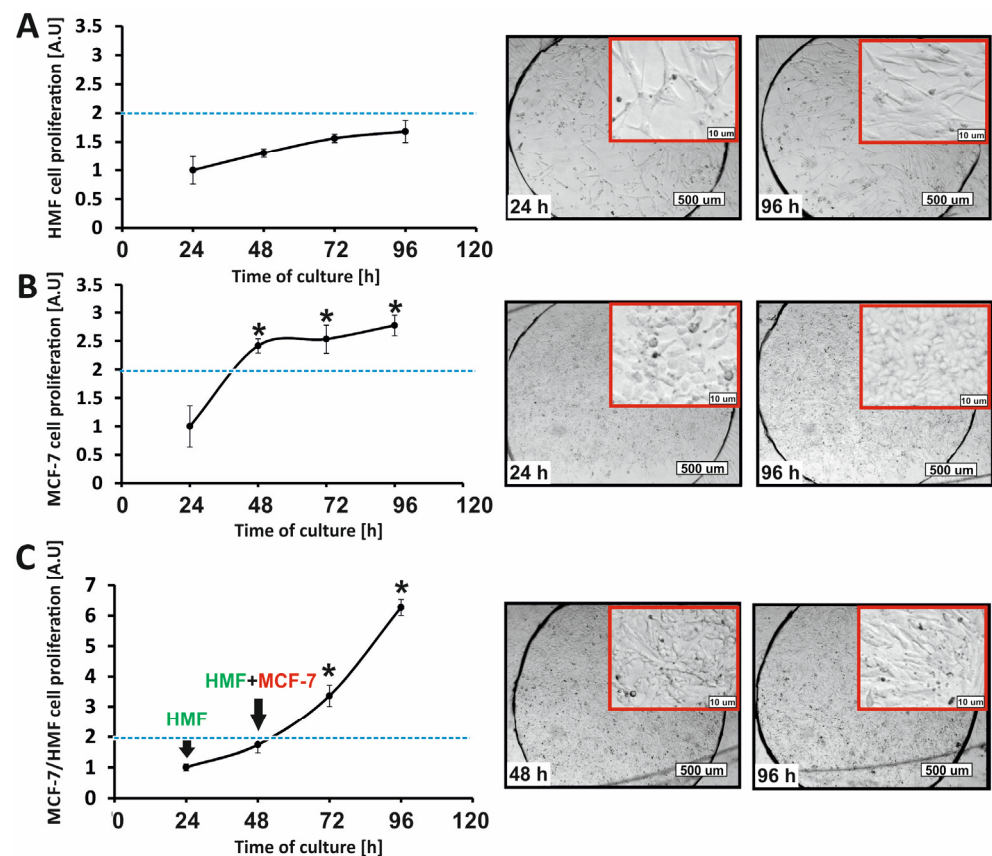 A
HMF cell proliferation [A.U]
3.5
3
2.5
2
1.5
1
0.5
0
0 24 48 72 96 120
Time of culture [h]
10 um
500 um
24 h
10 um
500 um
96 h
B
MCF-7 cell proliferation [A.U]
3.5
3
2.5
2
1
0.5
0
0 24 48 72 96 120
Time of culture [h]
* * *
10 um
500 um
24 h
10 um
500 um
96 h
C
MCF-7/HMF cell proliferation [A.U]
7
6
5
4
3
2
1
0
0 24 48 72 96 120
Time of culture [h]
HMF
HMF+MCF-7
* *
10 um
500 um
48 h
10 um
500 um
96 h